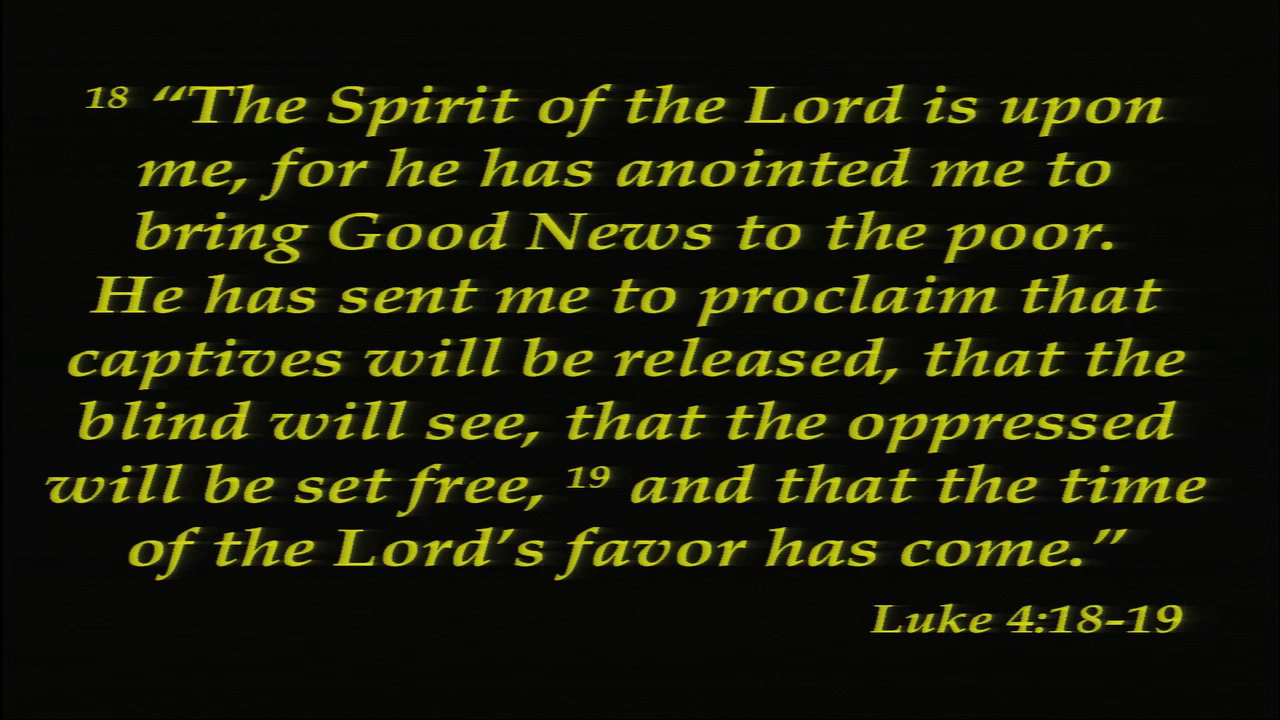 18 “The Spirit of the Lord is upon
me, for he has anointed me to
bring Good News to the poor.
He has sent me to proclaim that
captives will be released, that the
blind will see, that the oppressed
will be set free, 19 and that the time
of the Lord’s favor has come.”
Luke 4:18–19